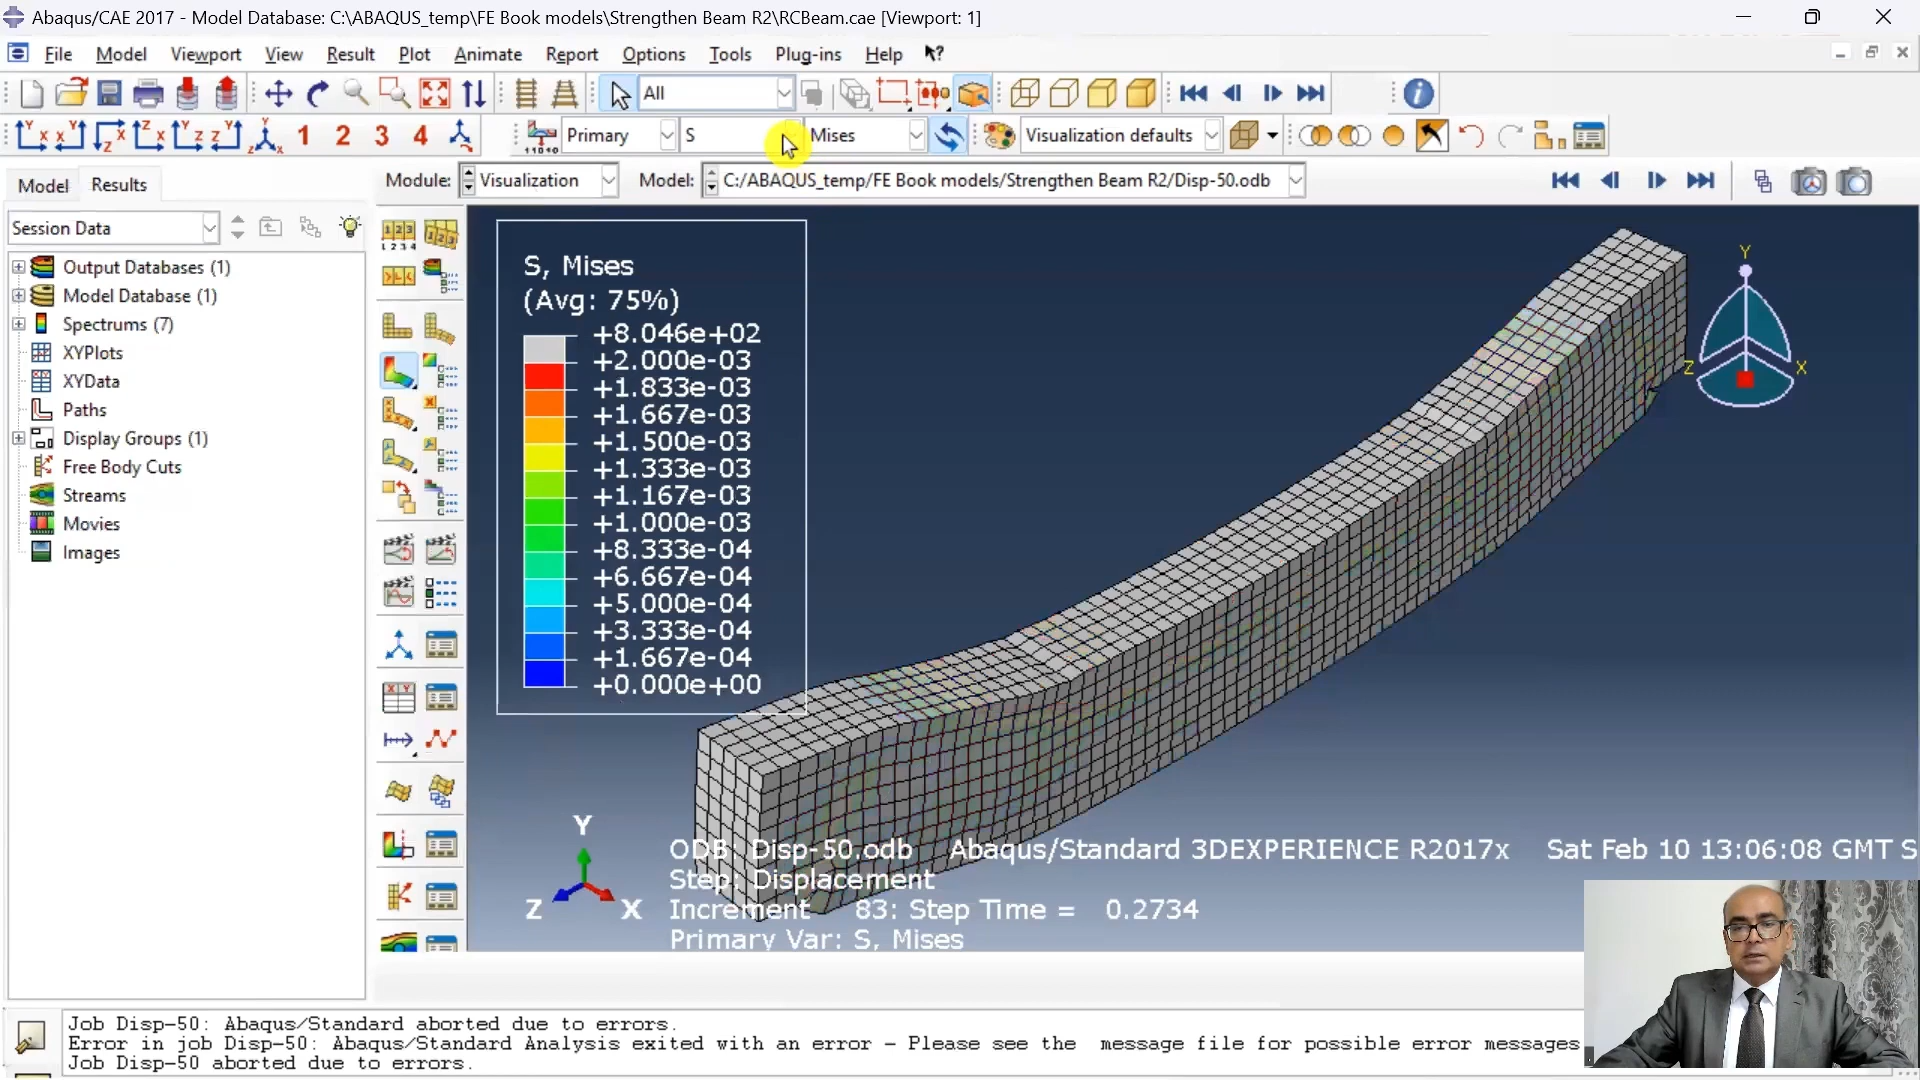 Abaqus/CAE 2017 - Model Database: C:\ABAQUS_temp\FE Book models\Strengthen Beam R2\RCBeam.cae [Viewport: 1]
File Model Viewport View Result Plot Animate Report Options Tools Plug-ins Help
All
1 2 3 4
Primary S Mises Visualization defaults
Model Results
Module: Visualization Model: C:/ABAQUS_temp/FE Book models/Strengthen Beam R2/Disp-50.odb
Session Data
Output Databases (1)
Model Database (1)
Spectrums (7)
XYPlots
XYData
Paths
Display Groups (1)
Free Body Cuts
Streams
Movies
Images
S, Mises
(Avg: 75%)
+8.046e+02
+2.000e-03
+1.833e-03
+1.667e-03
+1.500e-03
+1.333e-03
+1.167e-03
+1.000e-03
+8.333e-04
+6.667e-04
+5.000e-04
+3.333e-04
+1.667e-04
+0.000e+00
Y
Z
X
Y
Z
X
ODB: Disp-50.odb Abaqus/Standard 3DEXPERIENCE R2017x Sat Feb 10 13:06:08 GMT S
Step: Displacement
Increment 83: Step Time = 0.2734
Primary Var: S, Mises
Job Disp-50: Abaqus/Standard aborted due to errors.
Error in job Disp-50: Abaqus/Standard Analysis exited with an error - Please see the message file for possible error messages
Job Disp-50 aborted due to errors.